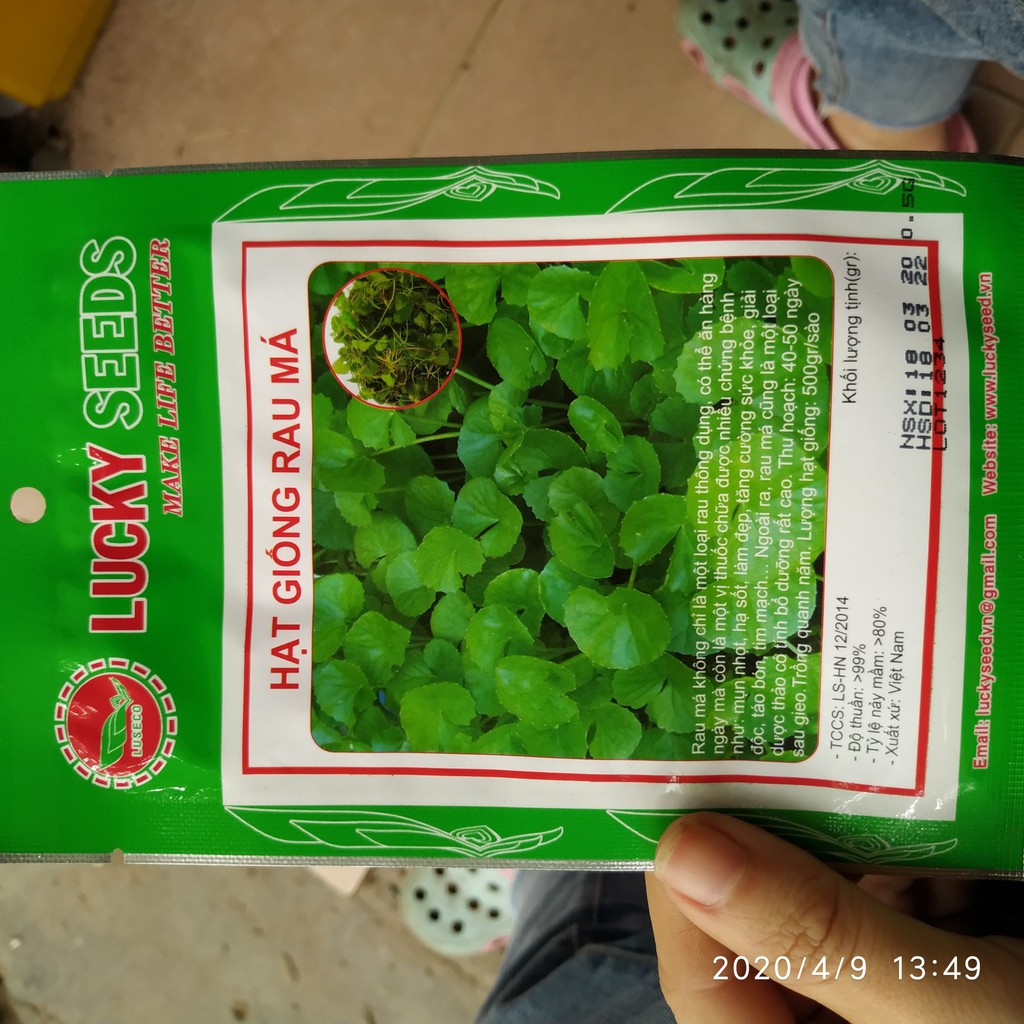 LUCKY SEEDS
MAKE LIFE BETTER
LUSECO
HẠT GIỐNG RAU MÁ
Rau má không chỉ là một loại rau thông dụng, có thể ăn hàng
ngày má còn là một vị thuốc chữa được nhiều chứng bệnh
như: mụn nhọt, hạ sốt, làm đẹp, tăng cường sức khỏe, giải
độc, táo bón, tim mạch... Ngoài ra, rau má cũng là một loại
dược thảo có tính bổ dưỡng rất cao. Thu hoạch: 40-50 ngày
sau gieo.Trồng quanh năm. Lượng hạt giống: 500gr/sào
- TCCS: LS-HN 12/2014
- Độ thuần: >99%
- Tỷ lệ nảy mầm: >80%
- Xuất xứ: Việt Nam
Khối lượng tịnh(gr):
0.5G
NSX:18 03 20
HSD:18 03 22
LOT1234
Email: luckyseedvn@gmail.com Website: www.luckyseed.vn
2020/4/9 13:49